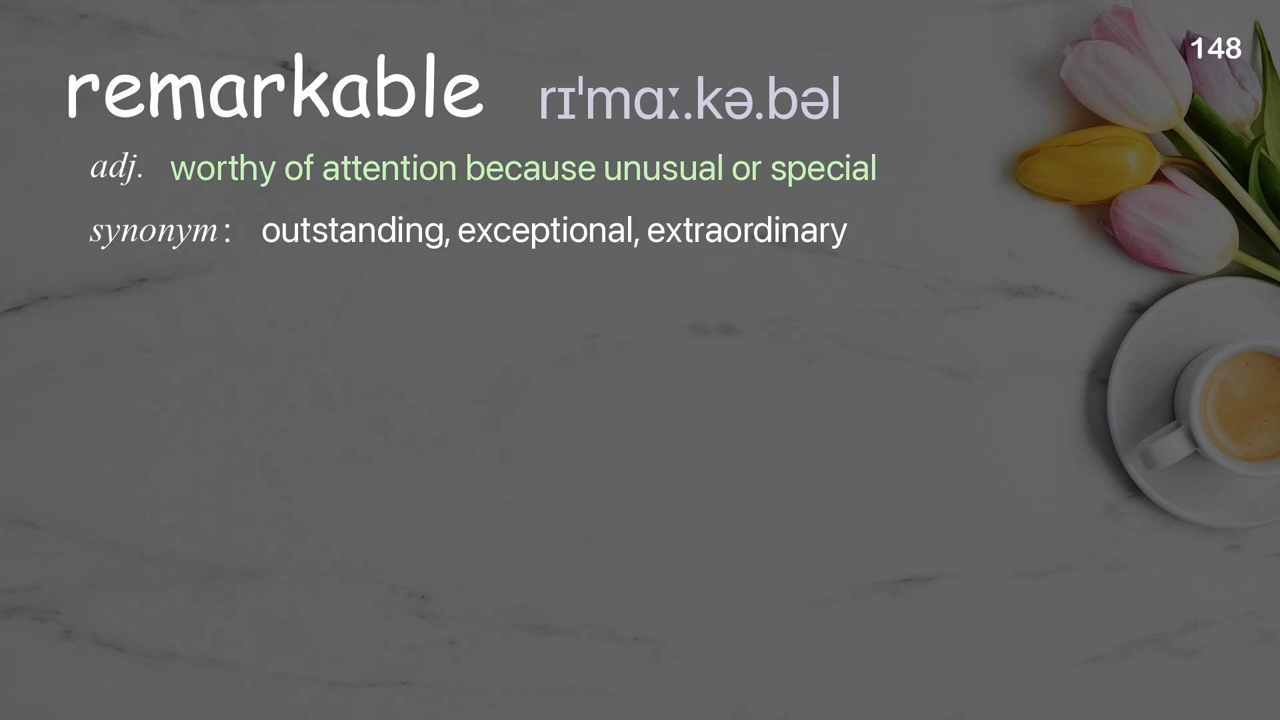 148
remarkable rɪˈmɑː.kə.bəl
adj. worthy of attention because unusual or special
synonym: outstanding, exceptional, extraordinary